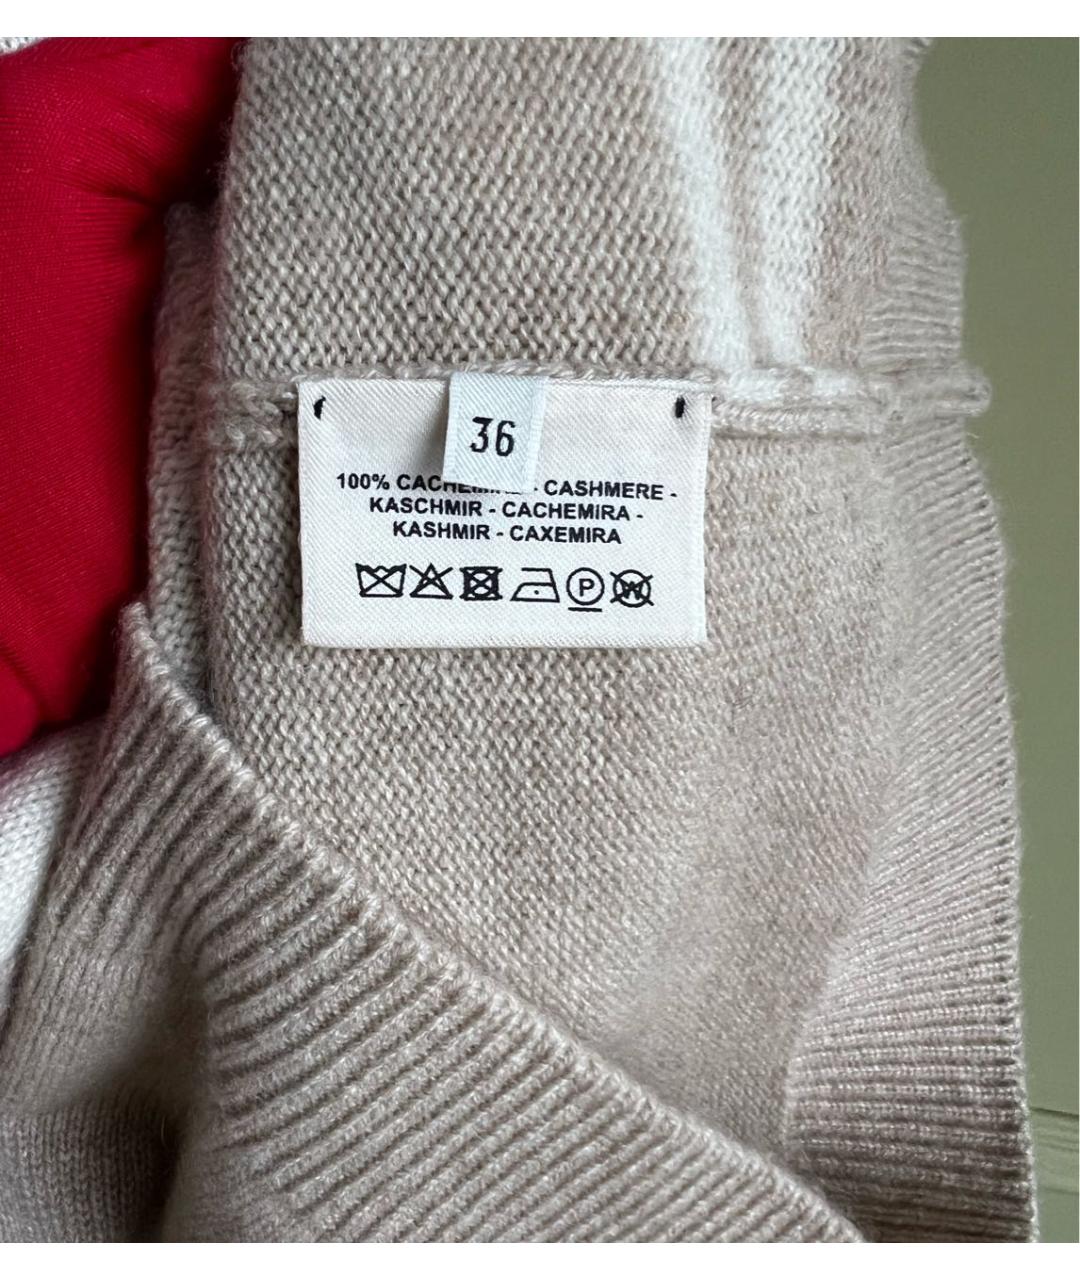 36
100% CACHEMIRE - CASHMERE -
KASCHMIR - CACHEMIRA -
KASHMIR - CAXEMIRA
P
W